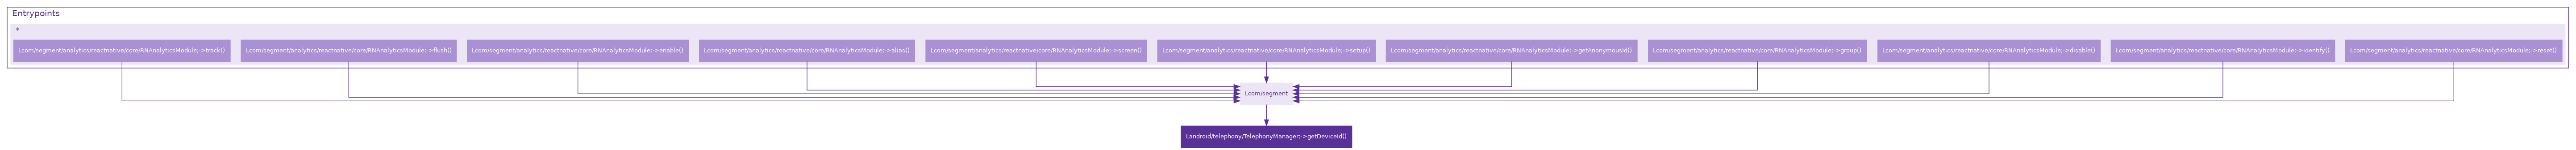 Entrypoints
*
Lcom/segment/analytics/reactnative/core/RNAnalyticsModule;->track()
Lcom/segment/analytics/reactnative/core/RNAnalyticsModule;->flush()
Lcom/segment/analytics/reactnative/core/RNAnalyticsModule;->enable()
Lcom/segment/analytics/reactnative/core/RNAnalyticsModule;->alias()
Lcom/segment/analytics/reactnative/core/RNAnalyticsModule;->screen()
Lcom/segment/analytics/reactnative/core/RNAnalyticsModule;->setup()
Lcom/segment/analytics/reactnative/core/RNAnalyticsModule;->getAnonymousId()
Lcom/segment/analytics/reactnative/core/RNAnalyticsModule;->group()
Lcom/segment/analytics/reactnative/core/RNAnalyticsModule;->disable()
Lcom/segment/analytics/reactnative/core/RNAnalyticsModule;->identify()
Lcom/segment/analytics/reactnative/core/RNAnalyticsModule;->reset()
Lcom/segment
Landroid/telephony/TelephonyManager;->getDeviceId()